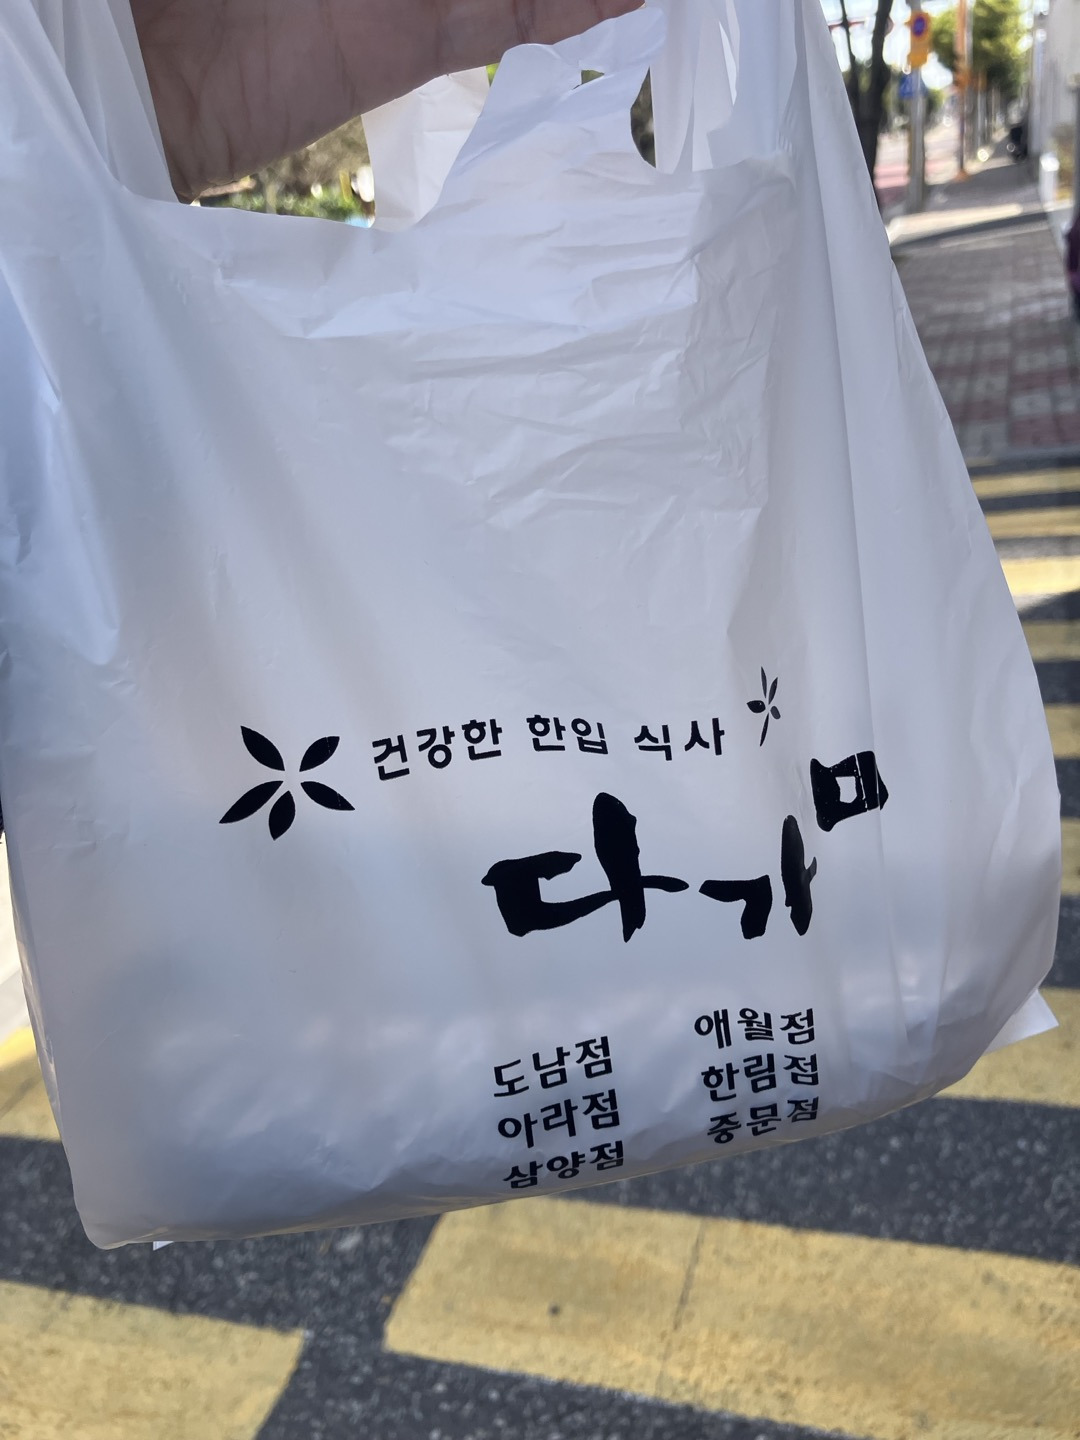 건강한 한입 식사
다가미
도남점
아라점
삼양점
애월점
한림점
중문점